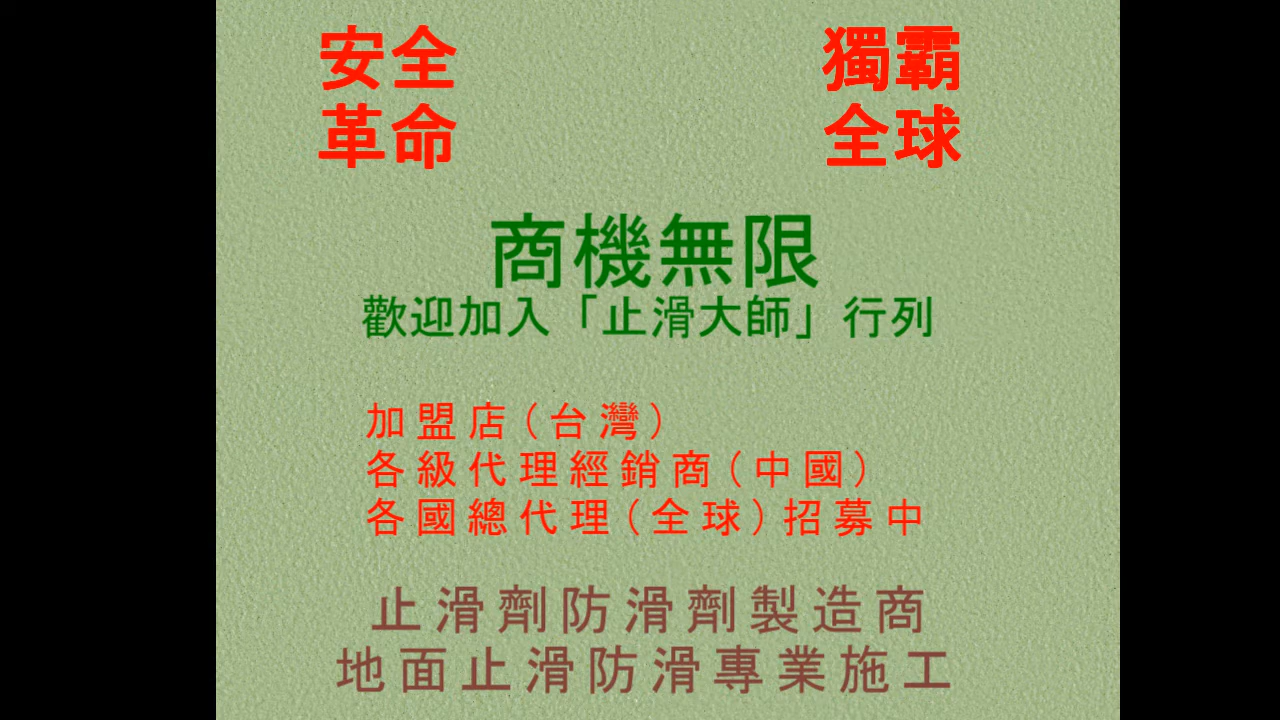 安全
革命
獨霸
全球
商機無限
歡迎加入「止滑大師」行列
加盟店(台灣)
各級代理經銷商(中國)
各國總代理(全球)招募中
止滑劑防滑劑製造商
地面止滑防滑專業施工